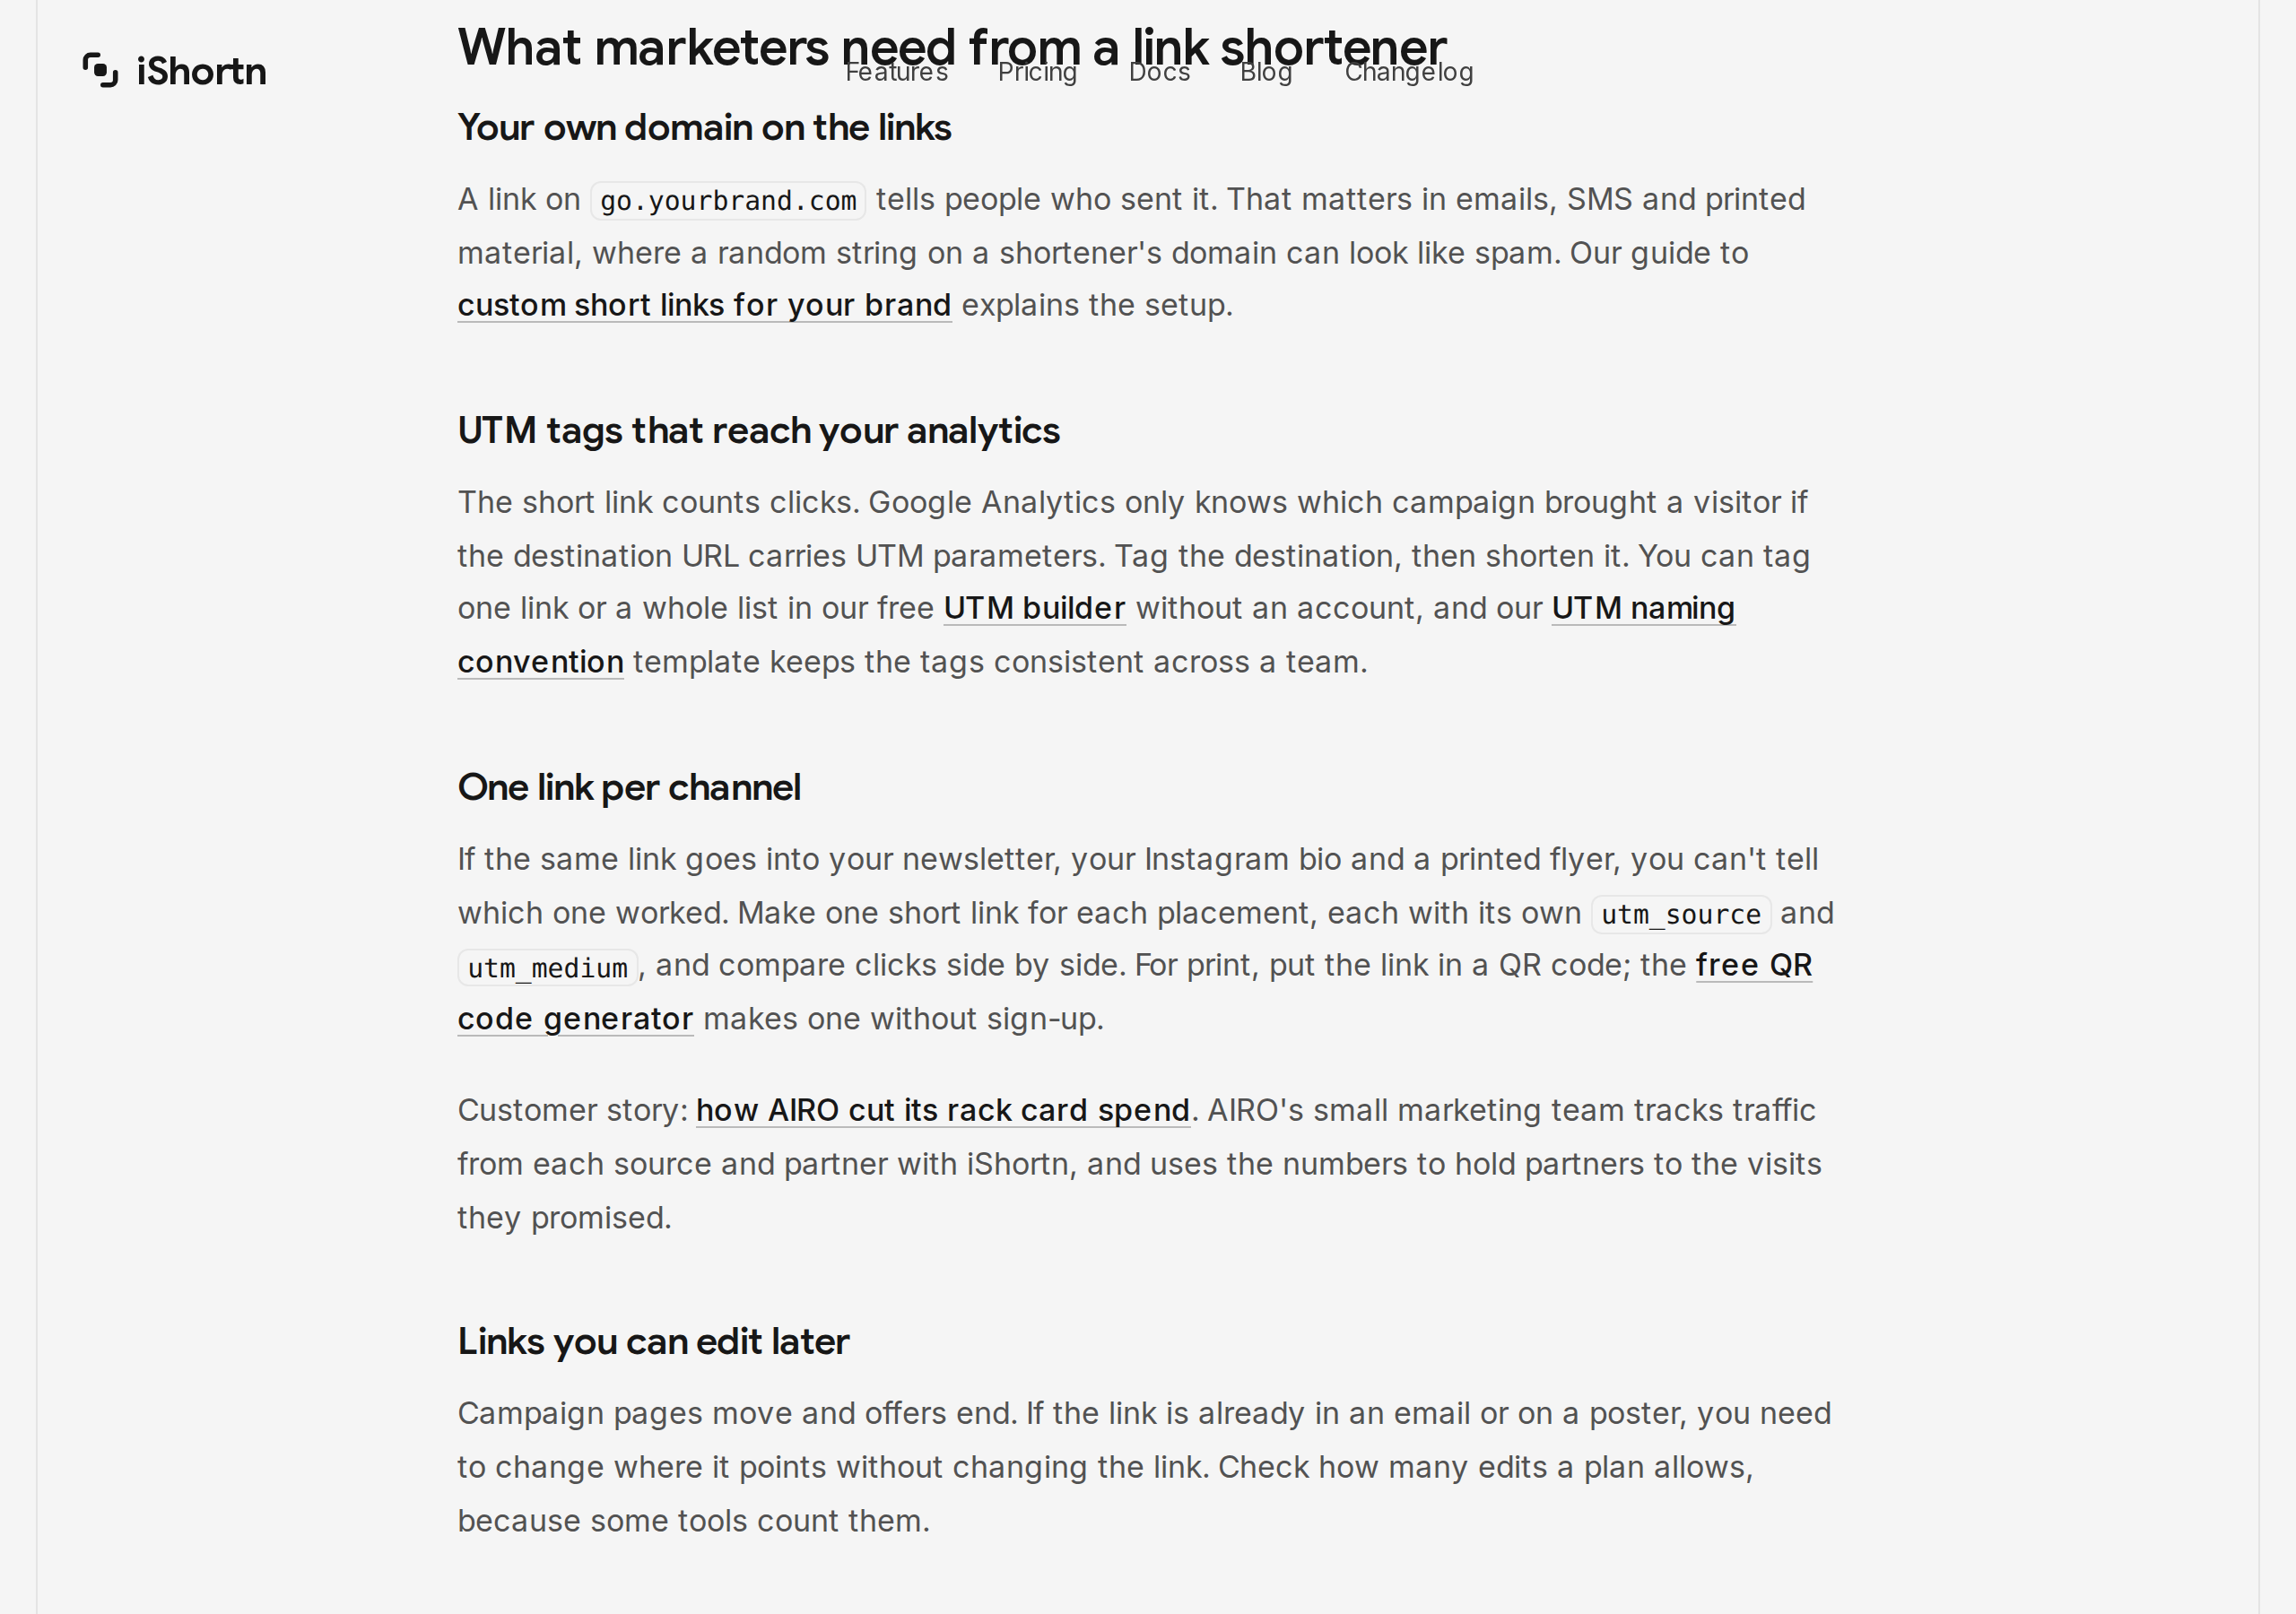 What marketers need from a link shortener
iShortn
Features Pricing Docs Blog Changelog
Your own domain on the links
A link on go.yourbrand.com tells people who sent it. That matters in emails, SMS and printed
material, where a random string on a shortener's domain can look like spam. Our guide to
custom short links for your brand explains the setup.
UTM tags that reach your analytics
The short link counts clicks. Google Analytics only knows which campaign brought a visitor if
the destination URL carries UTM parameters. Tag the destination, then shorten it. You can tag
one link or a whole list in our free UTM builder without an account, and our UTM naming
convention template keeps the tags consistent across a team.
One link per channel
If the same link goes into your newsletter, your Instagram bio and a printed flyer, you can't tell
which one worked. Make one short link for each placement, each with its own utm_source and
utm_medium, and compare clicks side by side. For print, put the link in a QR code; the free QR
code generator makes one without sign-up.
Customer story: how AIRO cut its rack card spend. AIRO's small marketing team tracks traffic
from each source and partner with iShortn, and uses the numbers to hold partners to the visits
they promised.
Links you can edit later
Campaign pages move and offers end. If the link is already in an email or on a poster, you need
to change where it points without changing the link. Check how many edits a plan allows,
because some tools count them.